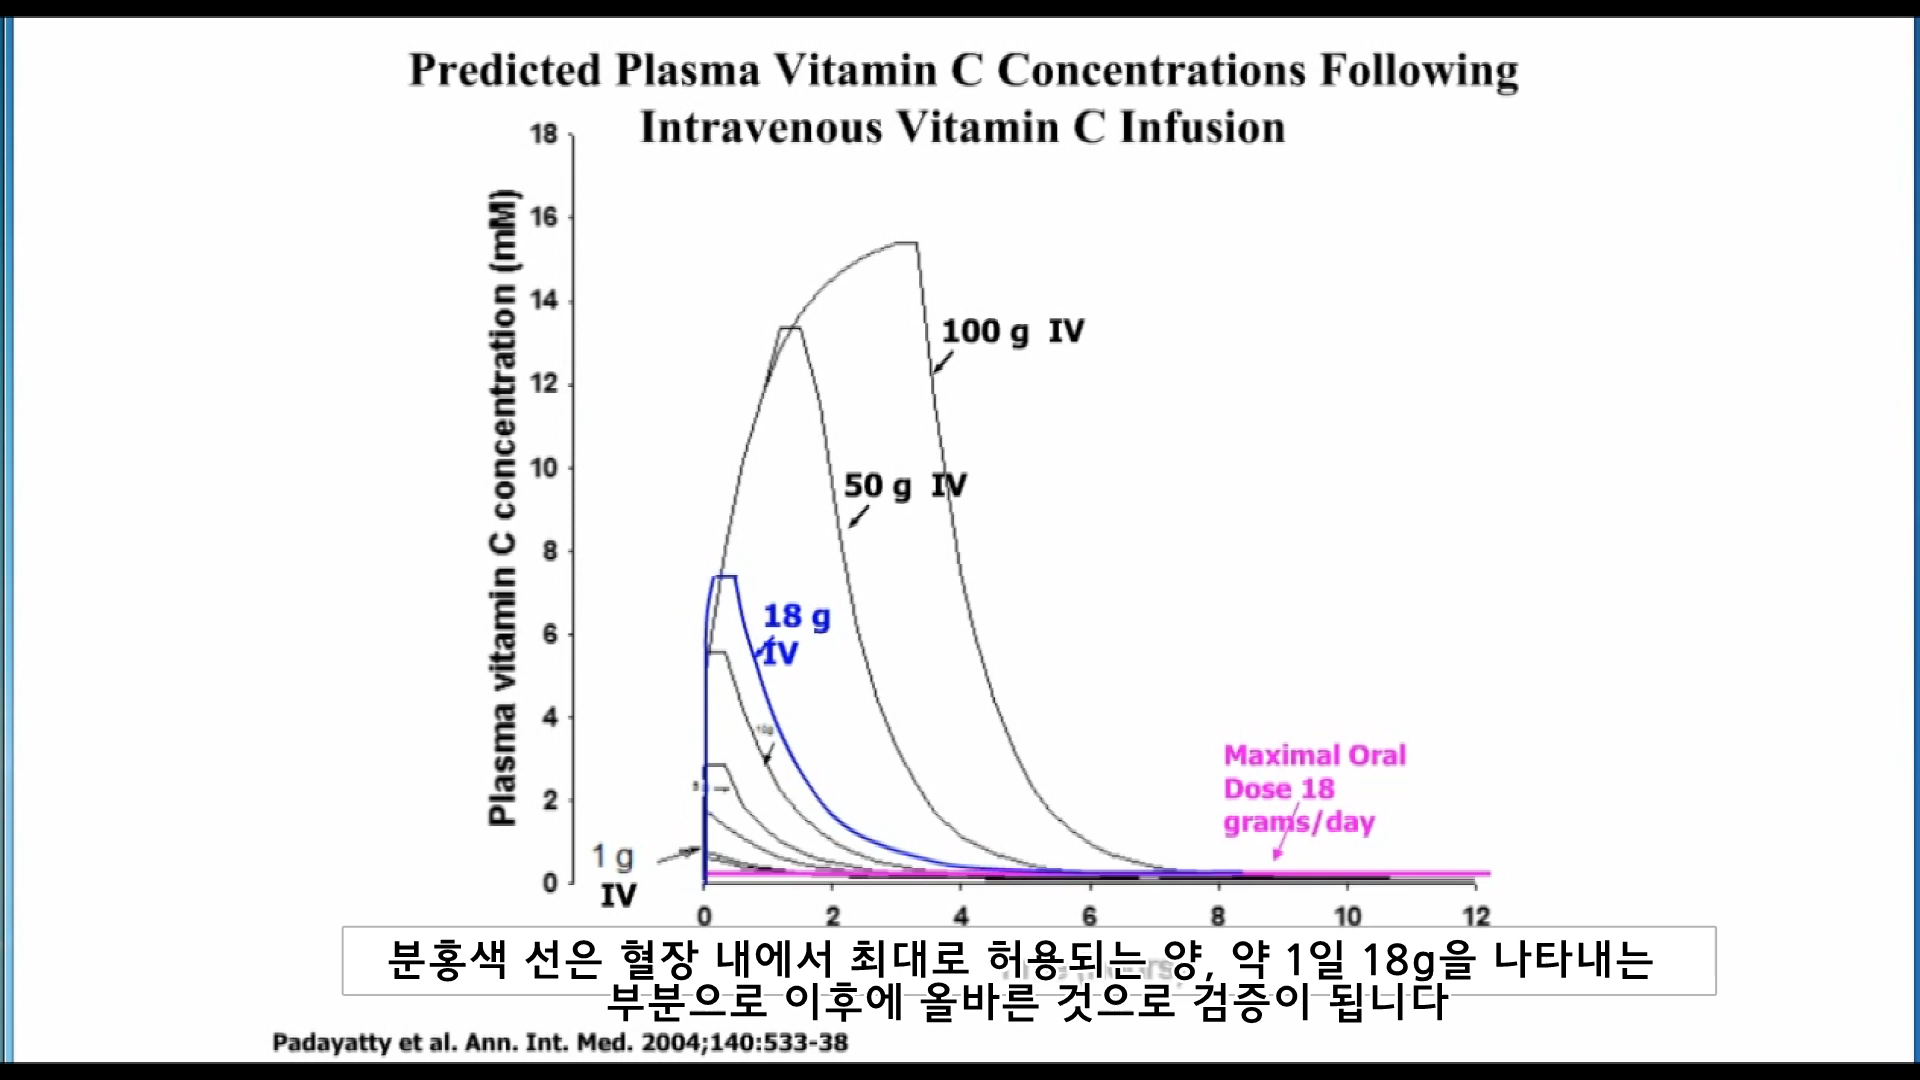 Predicted Plasma Vitamin C Concentrations Following
Intravenous Vitamin C Infusion
Plasma vitamin C concentration (mM)
18
16
14
12
10
8
6
4
2
0
100 g IV
50 g IV
18 g
IV
10g
Maximal Oral
Dose 18
grams/day
1 g
IV
0 2 4 6 8 10 12
분홍색 선은 혈장 내에서 최대로 허용되는 양, 약 1일 18g을 나타내는
부분으로 이후에 올바른 것으로 검증이 됩니다
Padayatty et al. Ann. Int. Med. 2004;140:533-38